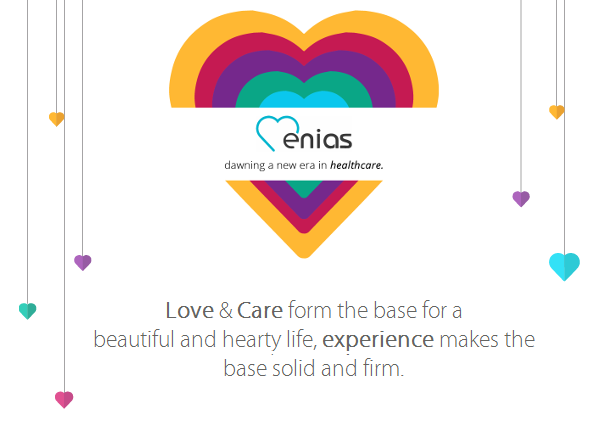 enias
dawning a new era in healthcare.
Love & Care form the base for a
beautiful and hearty life, experience makes the
base solid and firm.